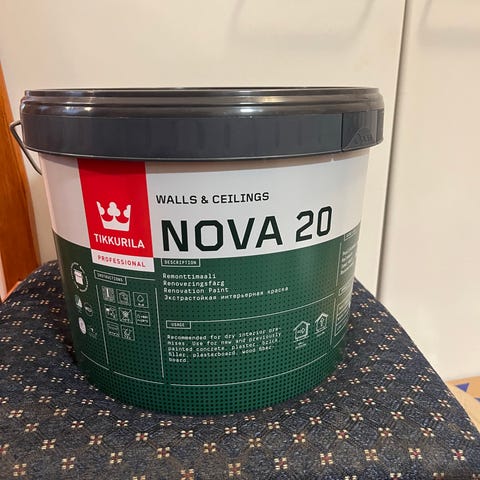 WALLS & CEILINGS
NOVA 20
TIKKURILA
PROFESSIONAL
DESCRIPTION
Remonttimaali
Renoveringsfärg
Renovation Paint
Экстрастойкая интерьерная краска
INSTRUCTIONS
USAGE
Recommended for dry interior pre-
mises. Use for new and previously
painted concrete, plaster, brick,
filler, plasterboard, wood fiber
board.